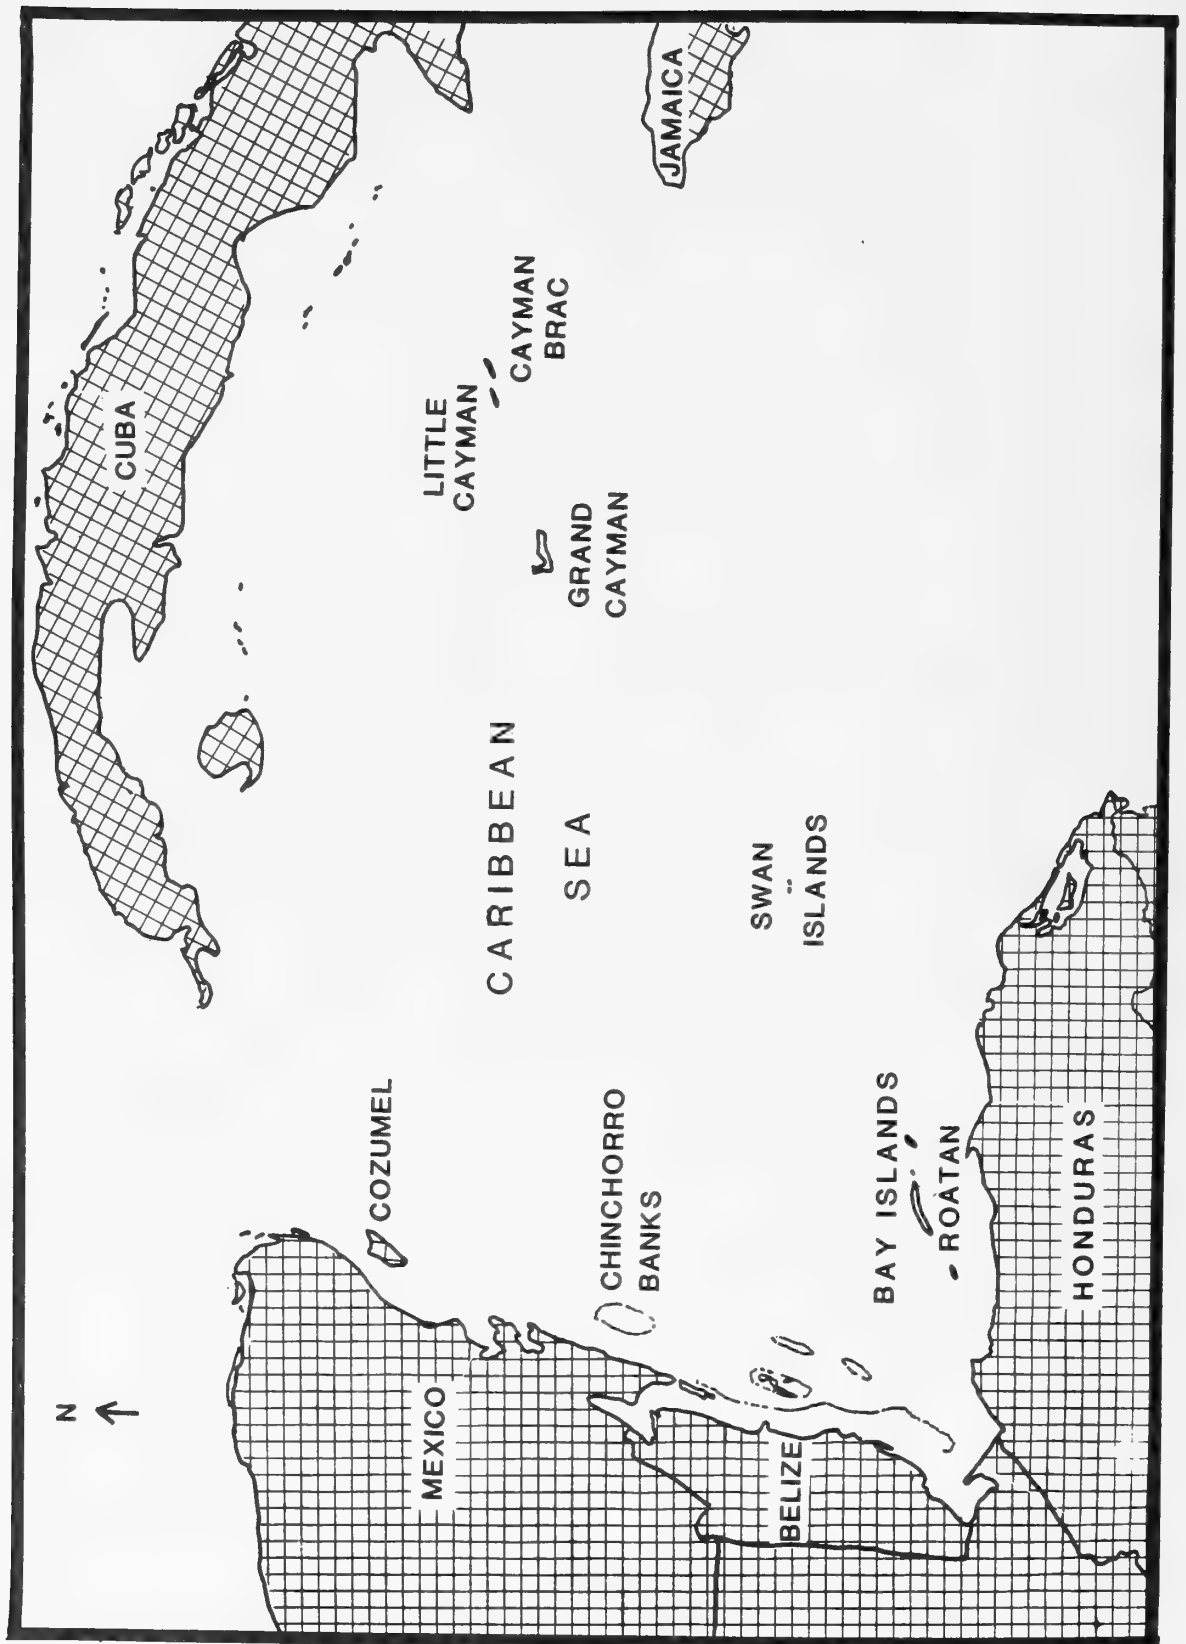 N
CUBA
JAMAICA
LITTLE
CAYMAN
CAYMAN
BRAC
GRAND
CAYMAN
CARIBBEAN
SEA
COZUMEL
MEXICO
CHINCHORRO
BANKS
SWAN
ISLANDS
BELIZE
BAY ISLANDS
ROATAN
HONDURAS